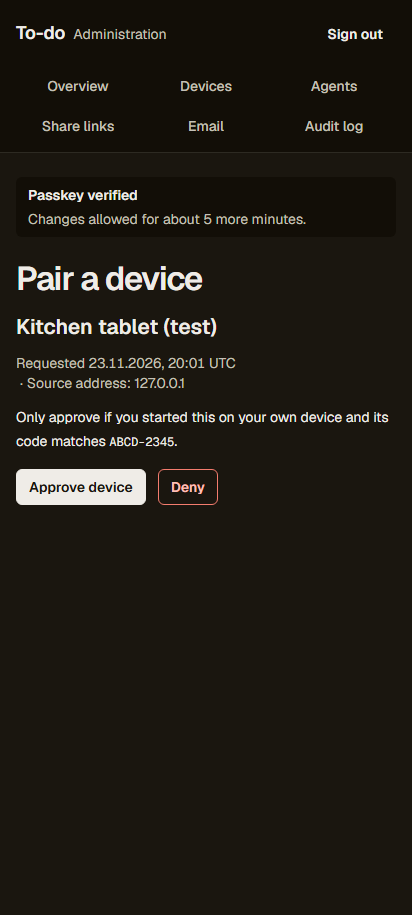 To-do Administration Sign out
Overview Devices Agents
Share links Email Audit log
Passkey verified
Changes allowed for about 5 more minutes.
Pair a device
Kitchen tablet (test)
Requested 23.11.2026, 20:01 UTC
· Source address: 127.0.0.1
Only approve if you started this on your own device and its
code matches ABCD-2345.
Approve device Deny